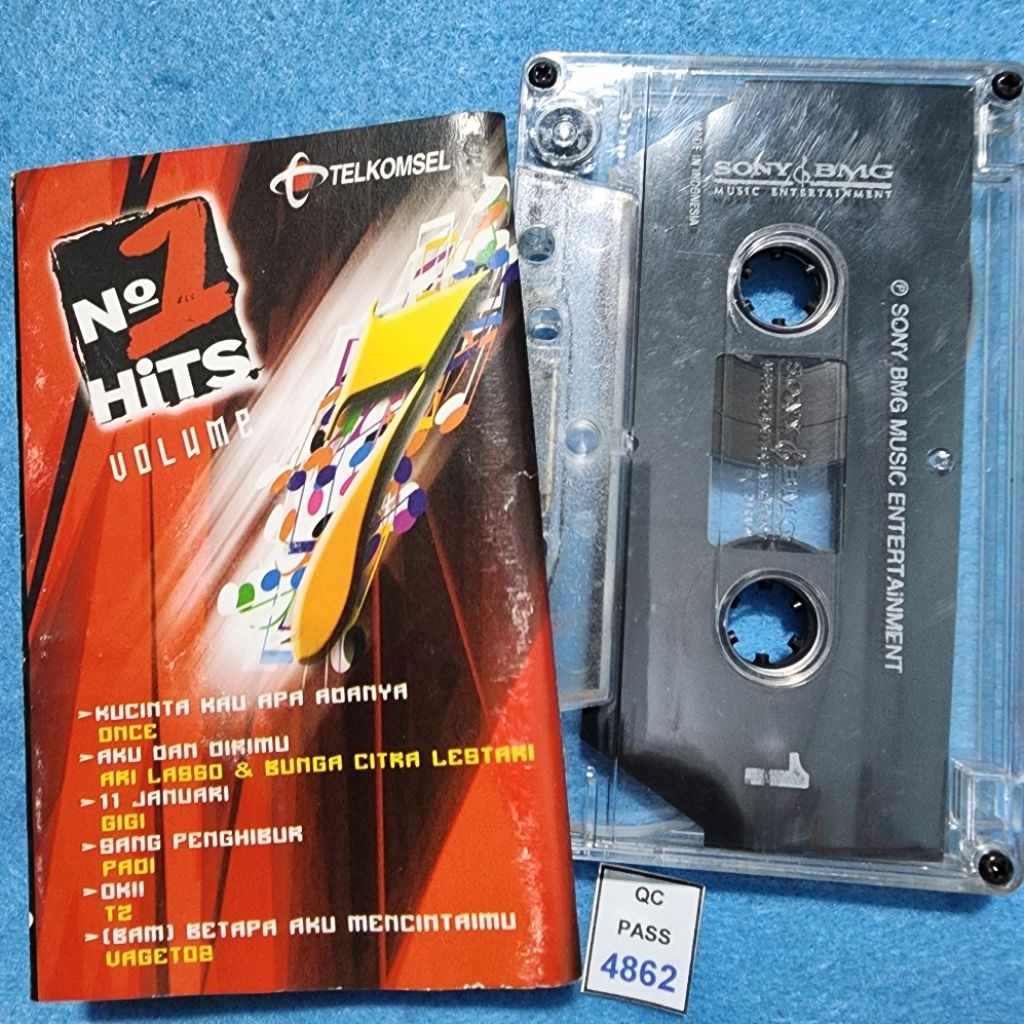 TELKOMSEL
No 1
HiTS
VOLUME
➢KUCINTA KAU APA ADANYA
ONCE
➢AKU DAN DIRIMU
ARI LASSO & BUNGA CITRA LESTARI
➢11 JANUARI
GIGI
➢SANG PENGHIBUR
PADI
➢OKII
T2
➢(BAM) BETAPA AKU MENCINTAIMU
VAGETOZ
MADE IN INDONESIA
SONY BMG
MUSIC ENTERTAINMENT
℗ SONY BMG MUSIC ENTERTAiNMENT
1
QC
PASS
4862